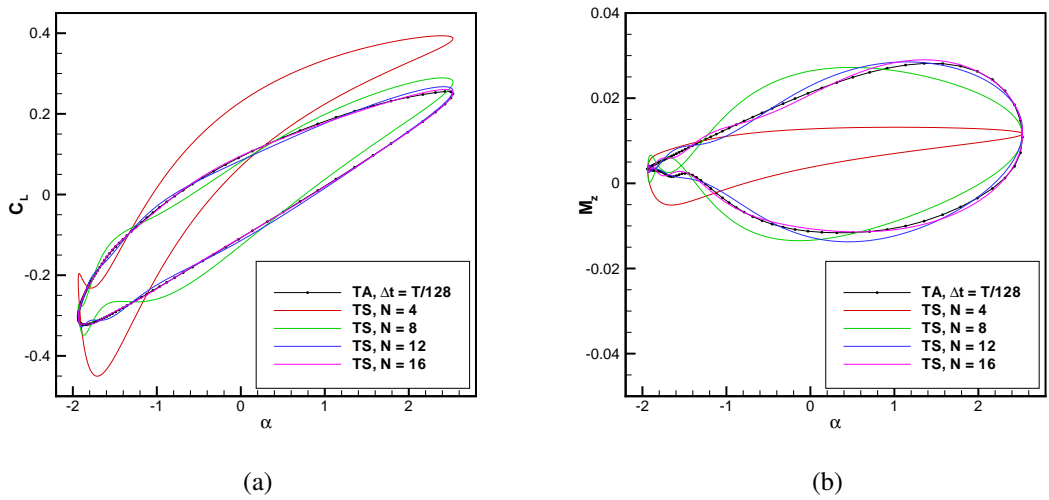 C_L
0.4
0.2
0
-0.2
-0.4
-2 -1 0 1 2
α
TA, Δt = T/128
TS, N = 4
TS, N = 8
TS, N = 12
TS, N = 16
(a)
M_z
0.04
0.02
0
-0.02
-0.04
-2 -1 0 1 2
α
TA, Δt = T/128
TS, N = 4
TS, N = 8
TS, N = 12
TS, N = 16
(b)